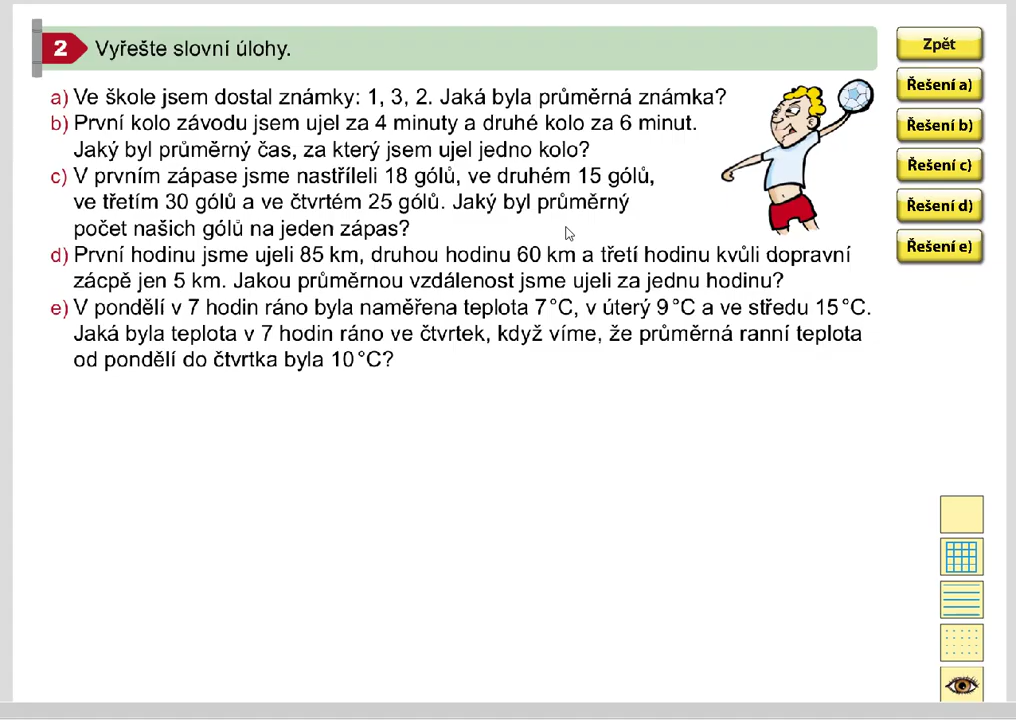 2 Vyřešte slovní úlohy.
a) Ve škole jsem dostal známky: 1, 3, 2. Jaká byla průměrná známka?
b) První kolo závodu jsem ujel za 4 minuty a druhé kolo za 6 minut.
Jaký byl průměrný čas, za který jsem ujel jedno kolo?
c) V prvním zápase jsme nastříleli 18 gólů, ve druhém 15 gólů,
ve třetím 30 gólů a ve čtvrtém 25 gólů. Jaký byl průměrný
počet našich gólů na jeden zápas?
d) První hodinu jsme ujeli 85 km, druhou hodinu 60 km a třetí hodinu kvůli dopravní
zácpě jen 5 km. Jakou průměrnou vzdálenost jsme ujeli za jednu hodinu?
e) V pondělí v 7 hodin ráno byla naměřena teplota 7 °C, v úterý 9 °C a ve středu 15 °C.
Jaká byla teplota v 7 hodin ráno ve čtvrtek, když víme, že průměrná ranní teplota
od pondělí do čtvrtka byla 10 °C?
Zpět
Řešení a)
Řešení b)
Řešení c)
Řešení d)
Řešení e)